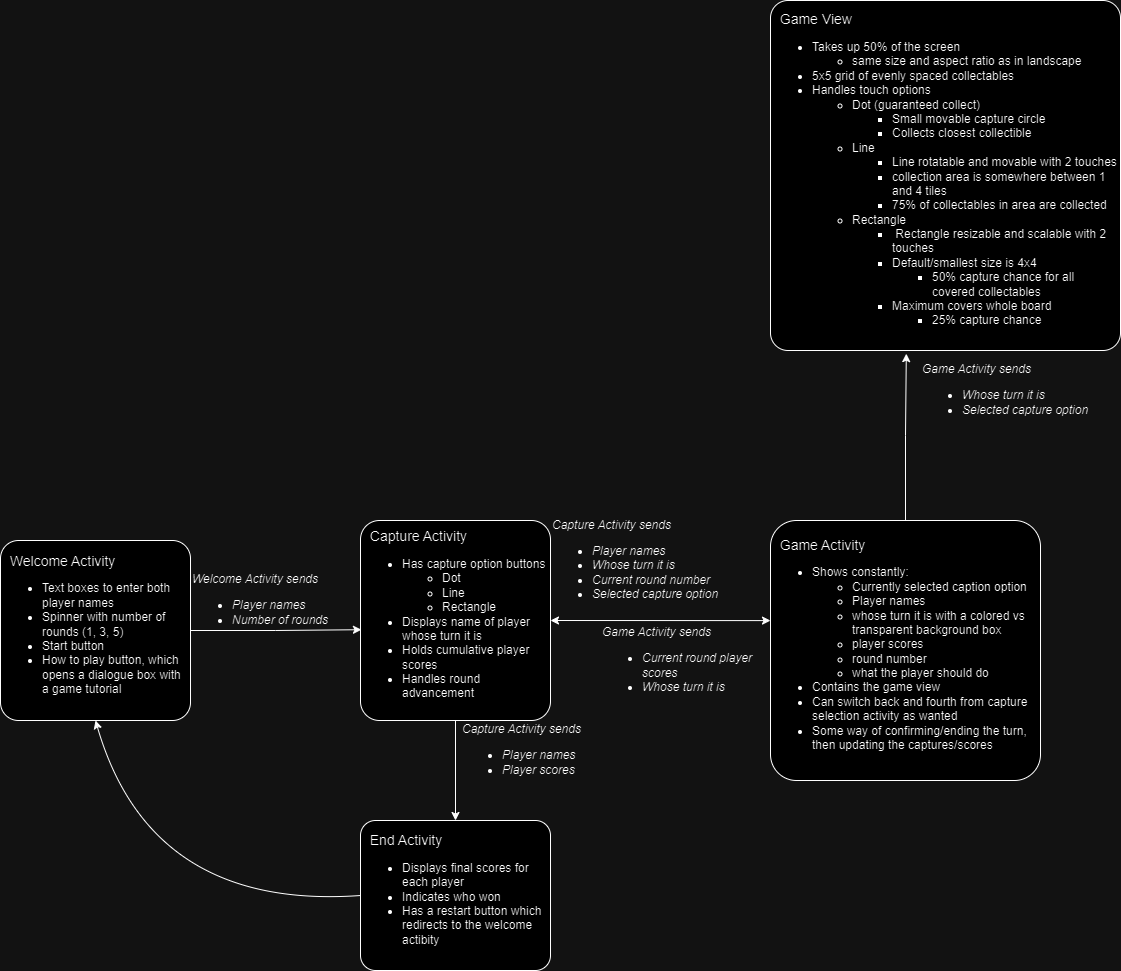 Game View
Takes up 50% of the screen
same size and aspect ratio as in landscape
5x5 grid of evenly spaced collectables
Handles touch options
Dot (guaranteed collect)
Small movable capture circle
Collects closest collectible
Line
Line rotatable and movable with 2 touches
collection area is somewhere between 1
and 4 tiles
75% of collectables in area are collected
Rectangle
Rectangle resizable and scalable with 2
touches
Default/smallest size is 4x4
50% capture chance for all
covered collectables
Maximum covers whole board
25% capture chance
Game Activity sends
Whose turn it is
Selected capture option
Welcome Activity
Text boxes to enter both
player names
Spinner with number of
rounds (1, 3, 5)
Start button
How to play button, which
opens a dialogue box with
a game tutorial
Welcome Activity sends
Player names
Number of rounds
Capture Activity
Has capture option buttons
Dot
Line
Rectangle
Displays name of player
whose turn it is
Holds cumulative player
scores
Handles round
advancement
Capture Activity sends
Player names
Whose turn it is
Current round number
Selected capture option
Game Activity sends
Current round player
scores
Whose turn it is
Game Activity
Shows constantly:
Currently selected caption option
Player names
whose turn it is with a colored vs
transparent background box
player scores
round number
what the player should do
Contains the game view
Can switch back and fourth from capture
selection activity as wanted
Some way of confirming/ending the turn,
then updating the captures/scores
Capture Activity sends
Player names
Player scores
End Activity
Displays final scores for
each player
Indicates who won
Has a restart button which
redirects to the welcome
actibity